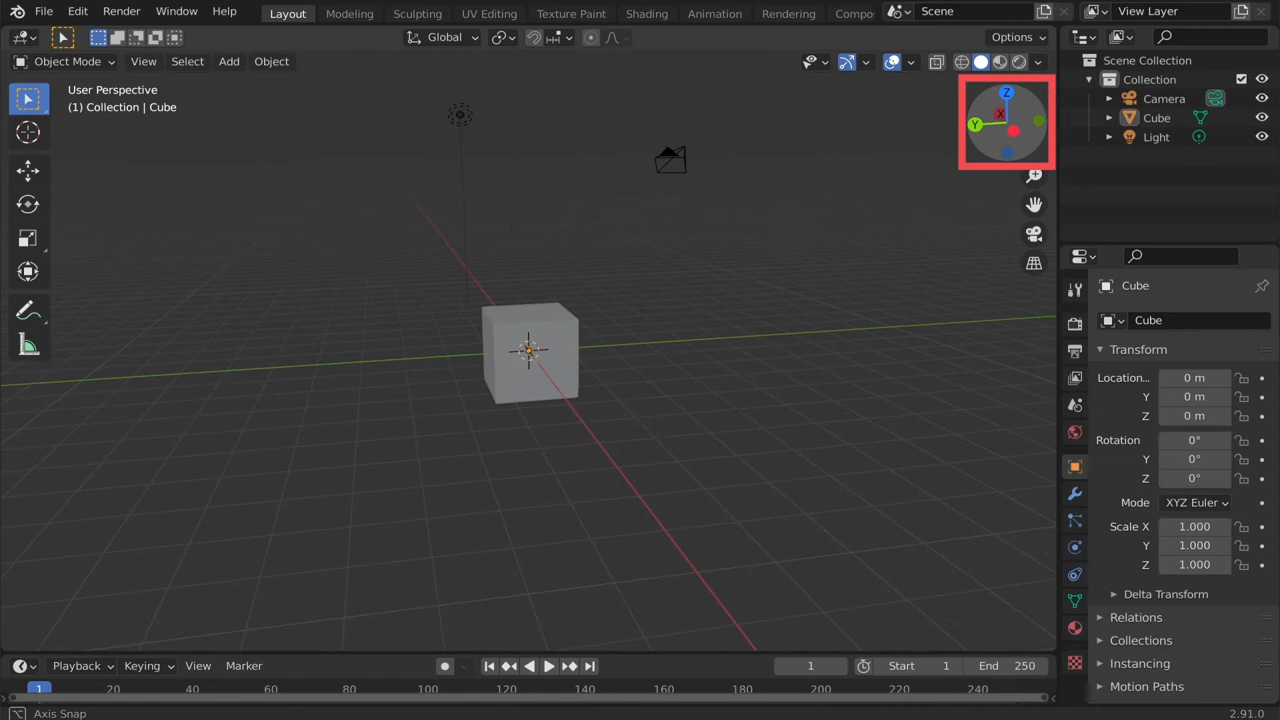 File Edit Render Window Help Layout Modeling Sculpting UV Editing Texture Paint Shading Animation Rendering Compo Scene View Layer
Global Options
Object Mode View Select Add Object
User Perspective
(1) Collection | Cube
Z
X
Y
Scene Collection
Collection
Camera
Cube
Light
Cube
Cube
Transform
Location... 0 m
Y 0 m
Z 0 m
Rotation 0°
Y 0°
Z 0°
Mode XYZ Euler
Scale X 1.000
Y 1.000
Z 1.000
Delta Transform
Relations
Collections
Instancing
Motion Paths
Playback Keying View Marker 1 Start 1 End 250
1 20 40 60 80 100 120 140 160 180 200 220 240
Axis Snap 2.91.0